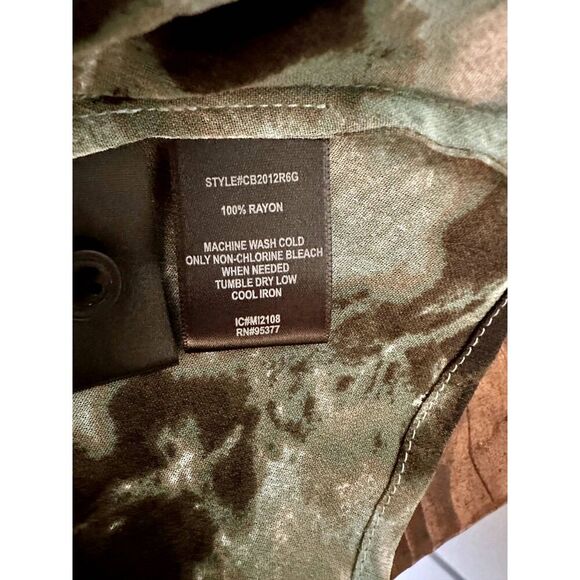 STYLE#CB2012R6G
100% RAYON
MACHINE WASH COLD
ONLY NON-CHLORINE BLEACH
WHEN NEEDED
TUMBLE DRY LOW
COOL IRON
IC#MI2108
RN#95377